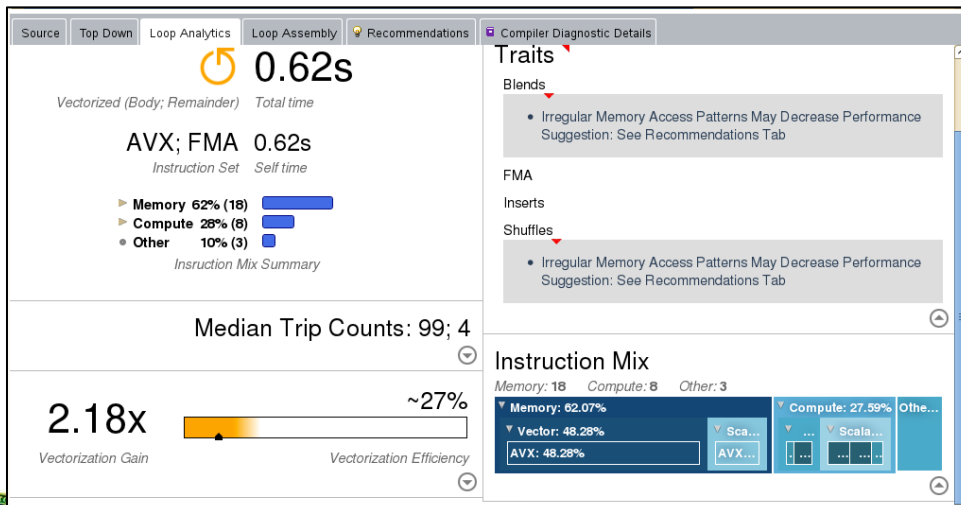 Source
Top Down
Loop Analytics
Loop Assembly
Recommendations
Compiler Diagnostic Details
0.62s
Vectorized (Body; Remainder) Total time
AVX; FMA 0.62s
Instruction Set Self time
Memory 62% (18)
Compute 28% (8)
Other 10% (3)
Insruction Mix Summary
Median Trip Counts: 99; 4
2.18x
~27%
Vectorization Gain
Vectorization Efficiency
Traits
Blends
• Irregular Memory Access Patterns May Decrease Performance
Suggestion: See Recommendations Tab
FMA
Inserts
Shuffles
• Irregular Memory Access Patterns May Decrease Performance
Suggestion: See Recommendations Tab
Instruction Mix
Memory: 18 Compute: 8 Other: 3
Memory: 62.07%
Compute: 27.59%
Othe...
Vector: 48.28%
Sca...
...
Scala...
AVX: 48.28%
AVX...
. ...
... ...